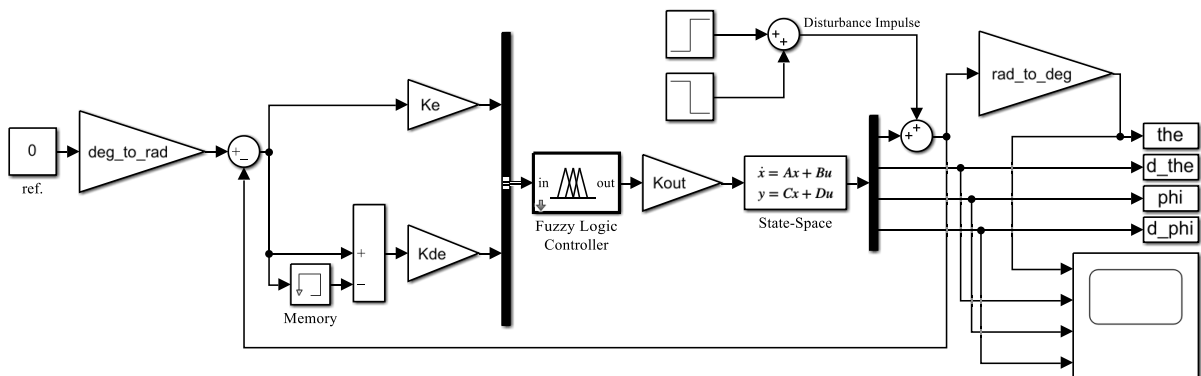 0
ref.
deg_to_rad
+
−
Ke
+
−
Memory
Kde
in
out
Fuzzy Logic
Controller
Kout
ẋ = Ax + Bu
y = Cx + Du
State-Space
+
+
Disturbance Impulse
+
+
rad_to_deg
the
d_the
phi
d_phi